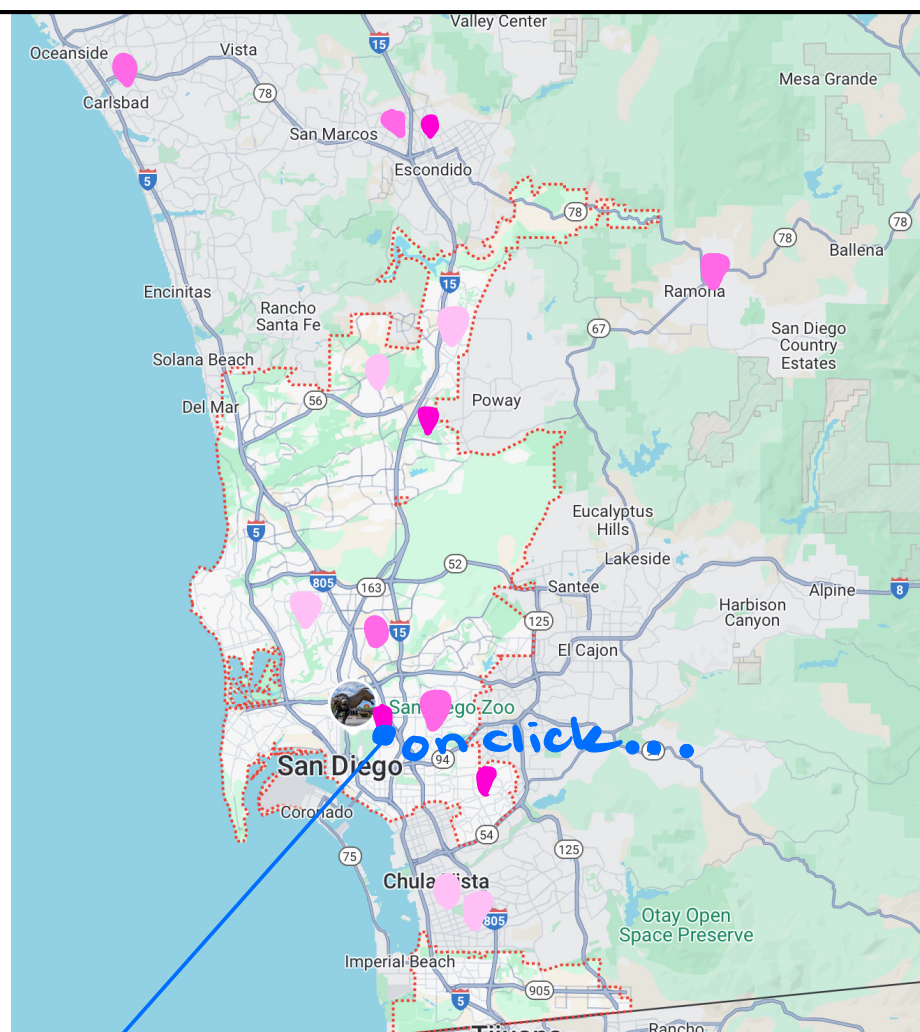 Valley Center
Oceanside
Vista
15
Mesa Grande
Carlsbad
78
San Marcos
Escondido
5
78
78
78
Ballena
15
Ramona
Encinitas
Rancho
Santa Fe
67
San Diego
Country
Estates
Solana Beach
56
Poway
Del Mar
Eucalyptus
Hills
5
Lakeside
52
805
163
Santee
Alpine
8
Harbison
Canyon
125
15
El Cajon
San Diego Zoo
on click...
94
San Diego
Coronado
54
75
125
Chula Vista
805
Otay Open
Space Preserve
Imperial Beach
905
5
Tijuana
Rancho